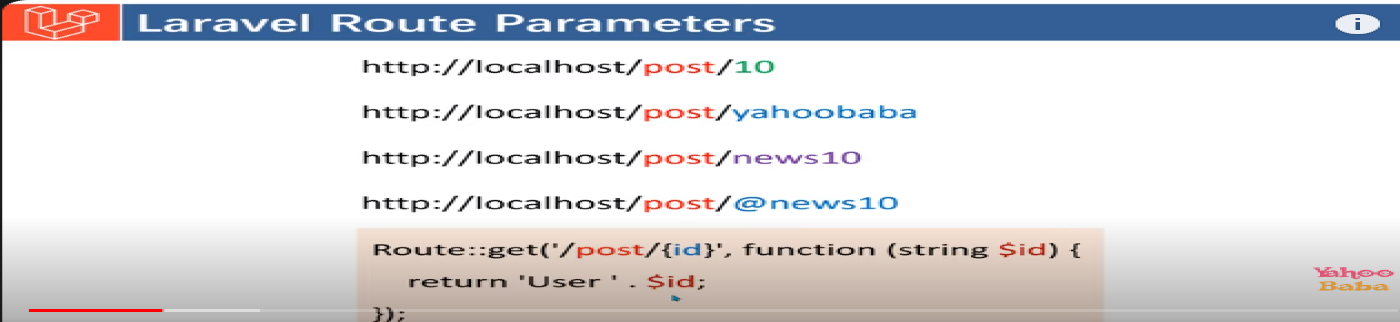 Laravel Route Parameters
http://localhost/post/10
http://localhost/post/yahoobaba
http://localhost/post/news10
http://localhost/post/@news10
Route::get('/post/{id}', function (string $id) {
return 'User ' . $id;
});
Yahoo
Baba